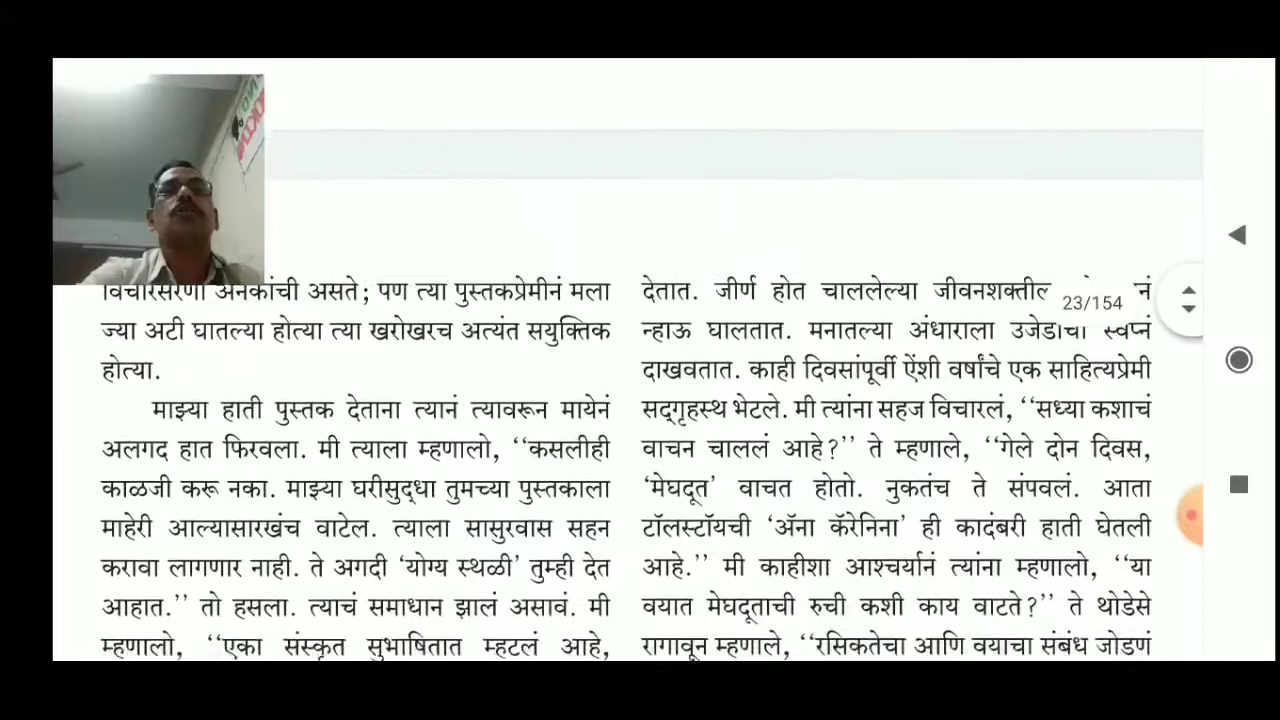 विचारसरणी अनेकांची असते; पण त्या पुस्तकप्रेमीनं मला
ज्या अटी घातल्या होत्या त्या खरोखरच अत्यंत सयुक्तिक
होत्या.
माझ्या हाती पुस्तक देताना त्यानं त्यावरून मायेनं
अलगद हात फिरवला. मी त्याला म्हणालो, ‘‘कसलीही
काळजी करू नका. माझ्या घरीसुद्धा तुमच्या पुस्तकाला
माहेरी आल्यासारखंच वाटेल. त्याला सासुरवास सहन
करावा लागणार नाही. ते अगदी ‘योग्य स्थळी’ तुम्ही देत
आहात.’’ तो हसला. त्याचं समाधान झालं असावं. मी
म्हणालो, ‘‘एका संस्कृत सुभाषितात म्हटलं आहे,
देतात. जीर्ण होत चाललेल्या जीवनशक्तील
न्हाऊ घालतात. मनातल्या अंधाराला उजेडाची स्वप्नं
दाखवतात. काही दिवसांपूर्वी ऐंशी वर्षांचे एक साहित्यप्रेमी
सद्गृहस्थ भेटले. मी त्यांना सहज विचारलं, ‘‘सध्या कशाचं
वाचन चाललं आहे?’’ ते म्हणाले, ‘‘गेले दोन दिवस,
‘मेघदूत’ वाचत होतो. नुकतंच ते संपवलं. आता
टॉलस्टॉयची ‘ॲना कॅरेनिना’ ही कादंबरी हाती घेतली
आहे.’’ मी काहीशा आश्चर्यानं त्यांना म्हणालो, ‘‘या
वयात मेघदूताची रुची कशी काय वाटते?’’ ते थोडेसे
रागावून म्हणाले, ‘‘रसिकतेचा आणि वयाचा संबंध जोडणं
23/154